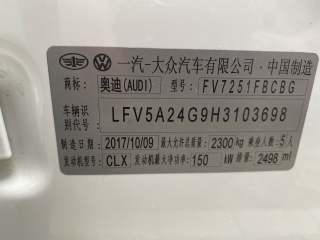 一汽-大众汽车有限公司·中国制造
商标: 奥迪(AUDI) 型号: FV7251FBCBG
车辆识别代号: LFV5A24G9H3103698
制造日期 2017/10/09 最大允许总质量: 2300 kg 乘坐人数: 5 人
发动机型号 CLX 发动机最大净功率: 150 kW 排量: 2498 ml